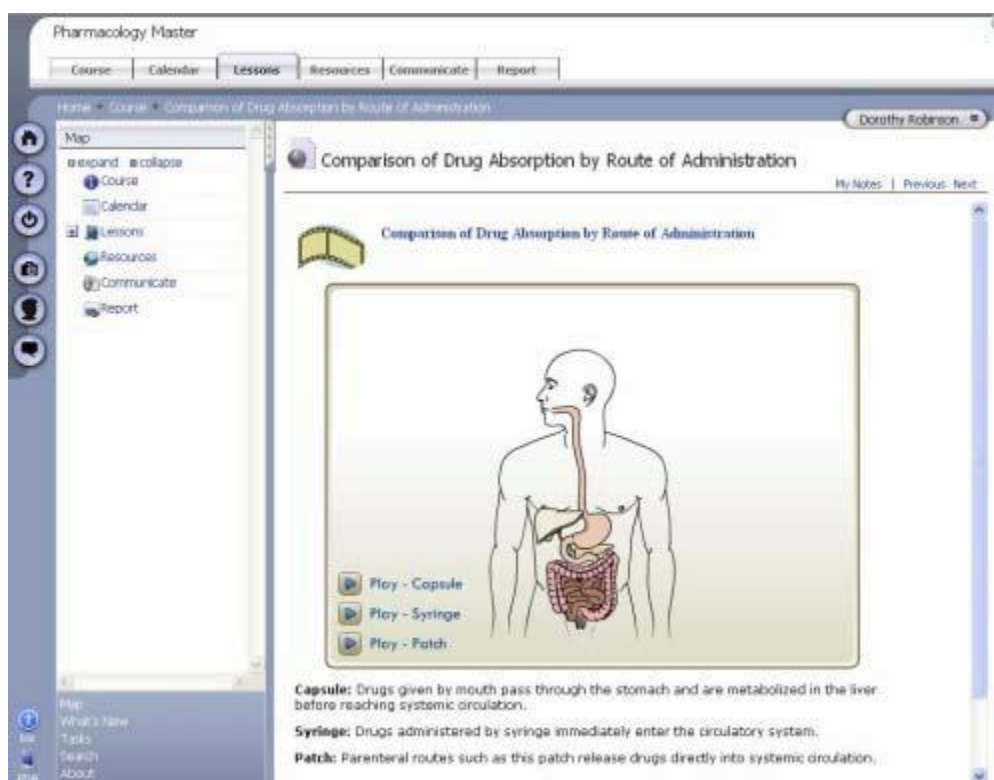 Pharmacology Master
Course Calendar Lessons Resources Communicate Report
Home • Course • Comparison of Drug Absorption by Route of Administration
Dorothy Robinson
Map
expand collapse
Course
Calendar
Lessons
Resources
Communicate
Report
Comparison of Drug Absorption by Route of Administration
My Notes | Previous Next
Comparison of Drug Absorption by Route of Administration
Play - Capsule
Play - Syringe
Play - Patch
Capsule: Drugs given by mouth pass through the stomach and are metabolized in the liver
before reaching systemic circulation.
Syringe: Drugs administered by syringe immediately enter the circulatory system.
Patch: Parenteral routes such as this patch release drugs directly into systemic circulation.
Map
What's New
Tasks
Search
About